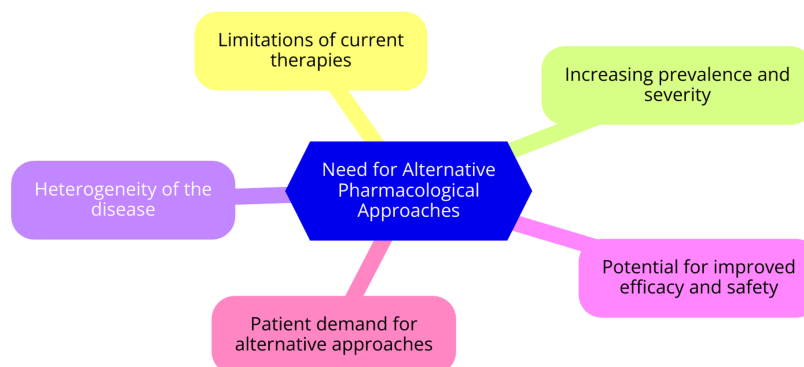 Limitations of current
therapies
Increasing prevalence and
severity
Need for Alternative
Pharmacological
Approaches
Heterogeneity of the
disease
Potential for improved
efficacy and safety
Patient demand for
alternative approaches